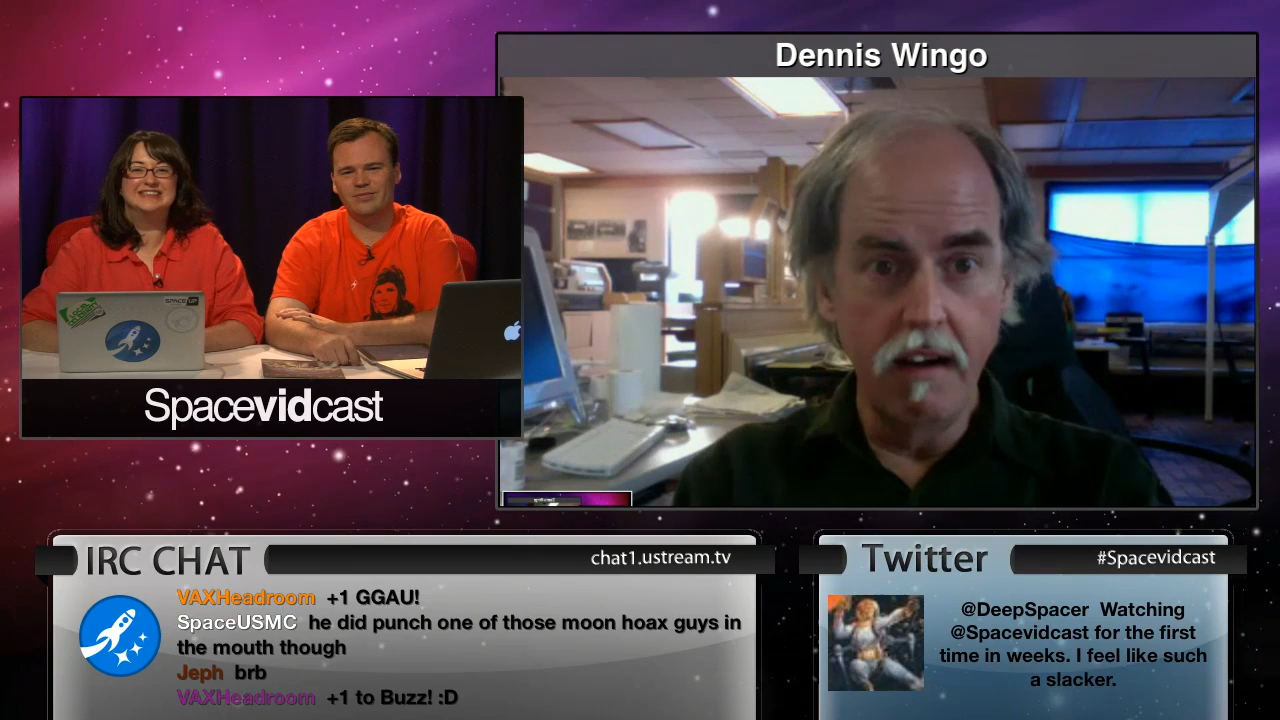 Dennis Wingo
SPACE UP
Spacevidcast
IRC CHAT
chat1.ustream.tv
VAXHeadroom +1 GGAU!
SpaceUSMC he did punch one of those moon hoax guys in
the mouth though
Jeph brb
VAXHeadroom +1 to Buzz! :D
Twitter
#Spacevidcast
@DeepSpacer Watching
@Spacevidcast for the first
time in weeks. I feel like such
a slacker.